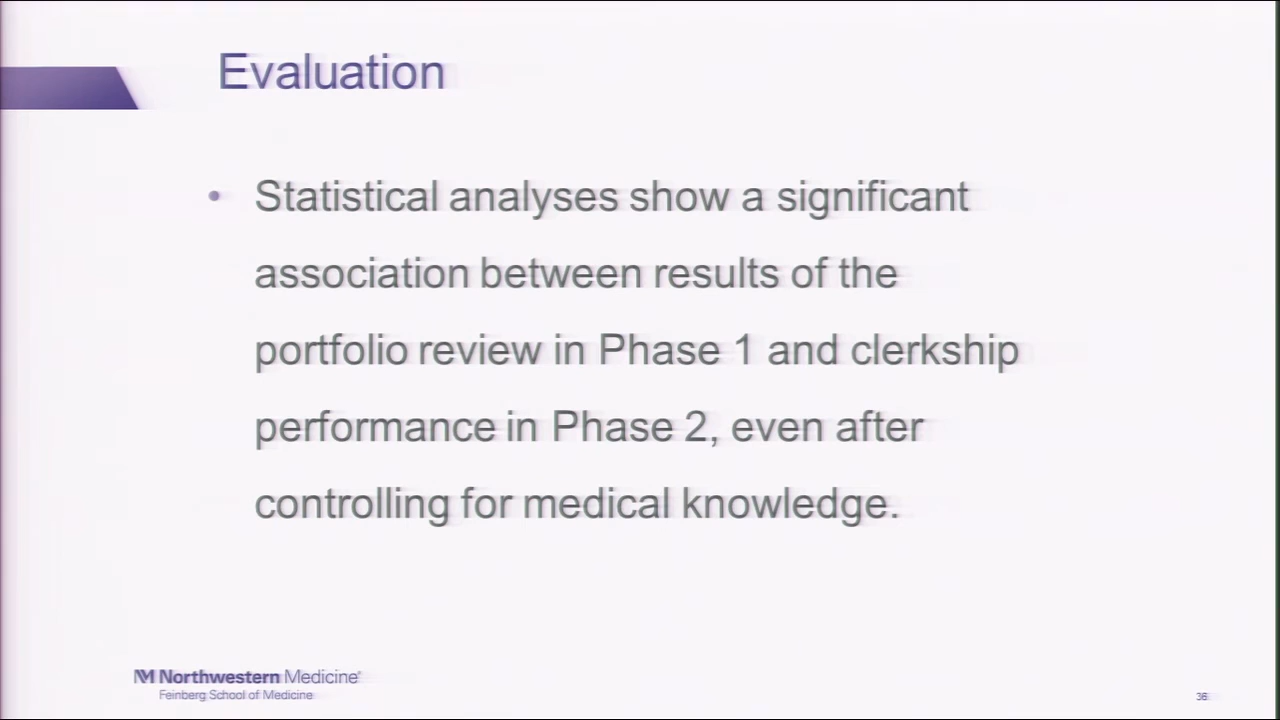 Evaluation
• Statistical analyses show a significant
association between results of the
portfolio review in Phase 1 and clerkship
performance in Phase 2, even after
controlling for medical knowledge.
NM Northwestern Medicine®
Feinberg School of Medicine
36